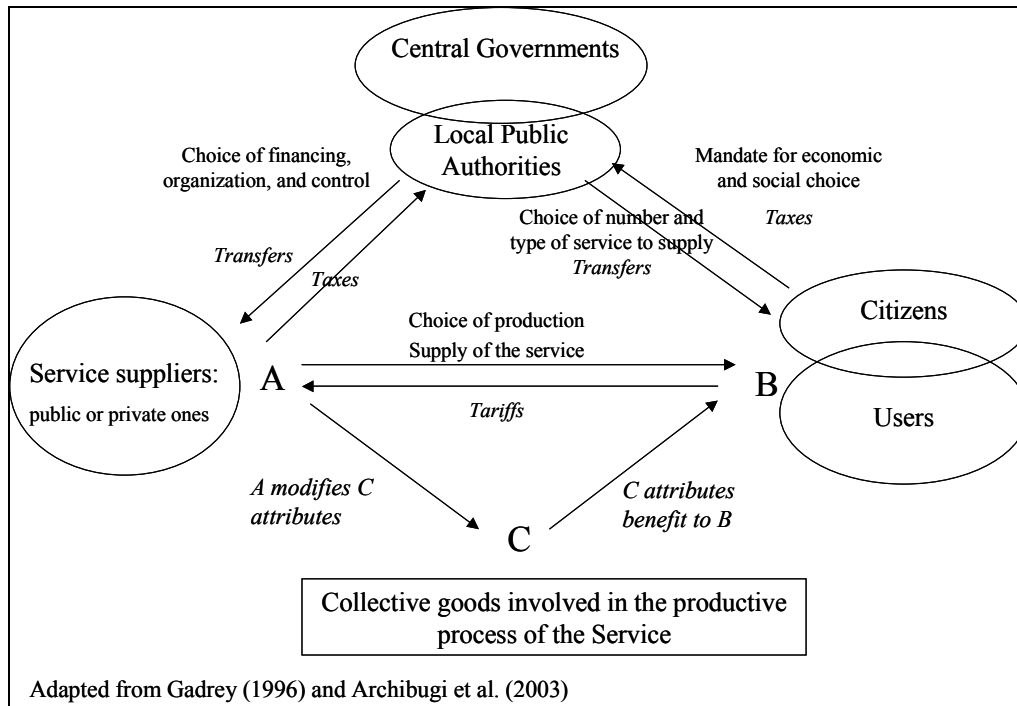 Central Governments
Local Public
Authorities
Choice of financing,
organization, and control
Mandate for economic
and social choice
Taxes
Choice of number and
type of service to supply
Transfers
Transfers
Taxes
Citizens
Choice of production
Supply of the service
Service suppliers:
public or private ones
A
B
Tariffs
Users
A modifies C
attributes
C attributes
benefit to B
C
Collective goods involved in the productive
process of the Service
Adapted from Gadrey (1996) and Archibugi et al. (2003)